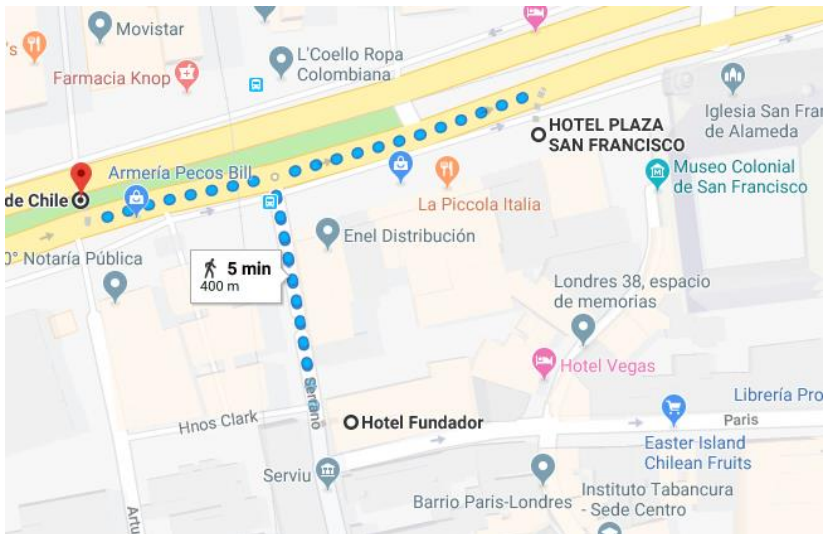 Movistar
's
L'Coello Ropa
Colombiana
Farmacia Knop
Iglesia San Fran
de Alameda
HOTEL PLAZA
SAN FRANCISCO
Armería Pecos Bill
Museo Colonial
de San Francisco
de Chile
La Piccola Italia
Enel Distribución
0° Notaría Pública
5 min
400 m
Londres 38, espacio
de memorias
Hotel Vegas
Serrano
Librería Pro
Hnos Clark
Hotel Fundador
Paris
Easter Island
Chilean Fruits
Serviu
Barrio Paris-Londres
Instituto Tabancura
- Sede Centro
Artu